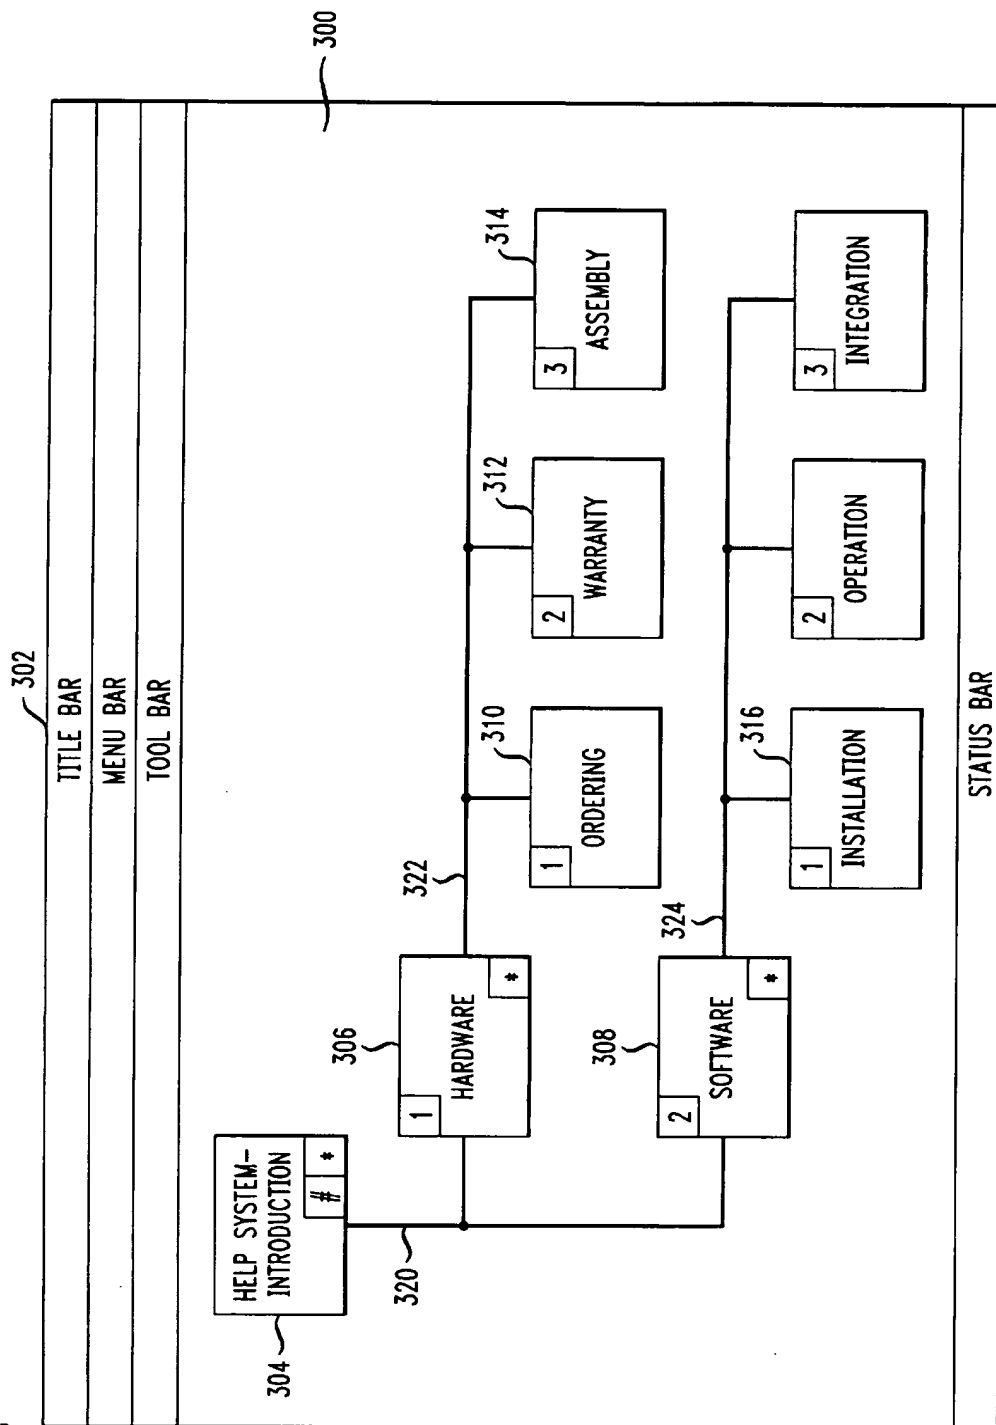 302
TITLE BAR
MENU BAR
TOOL BAR
300
HELP SYSTEM-
INTRODUCTION
# *
304
320
306
1
HARDWARE
*
322
310
1
ORDERING
312
2
WARRANTY
314
3
ASSEMBLY
308
2
SOFTWARE
*
324
316
1
INSTALLATION
2
OPERATION
3
INTEGRATION
STATUS BAR